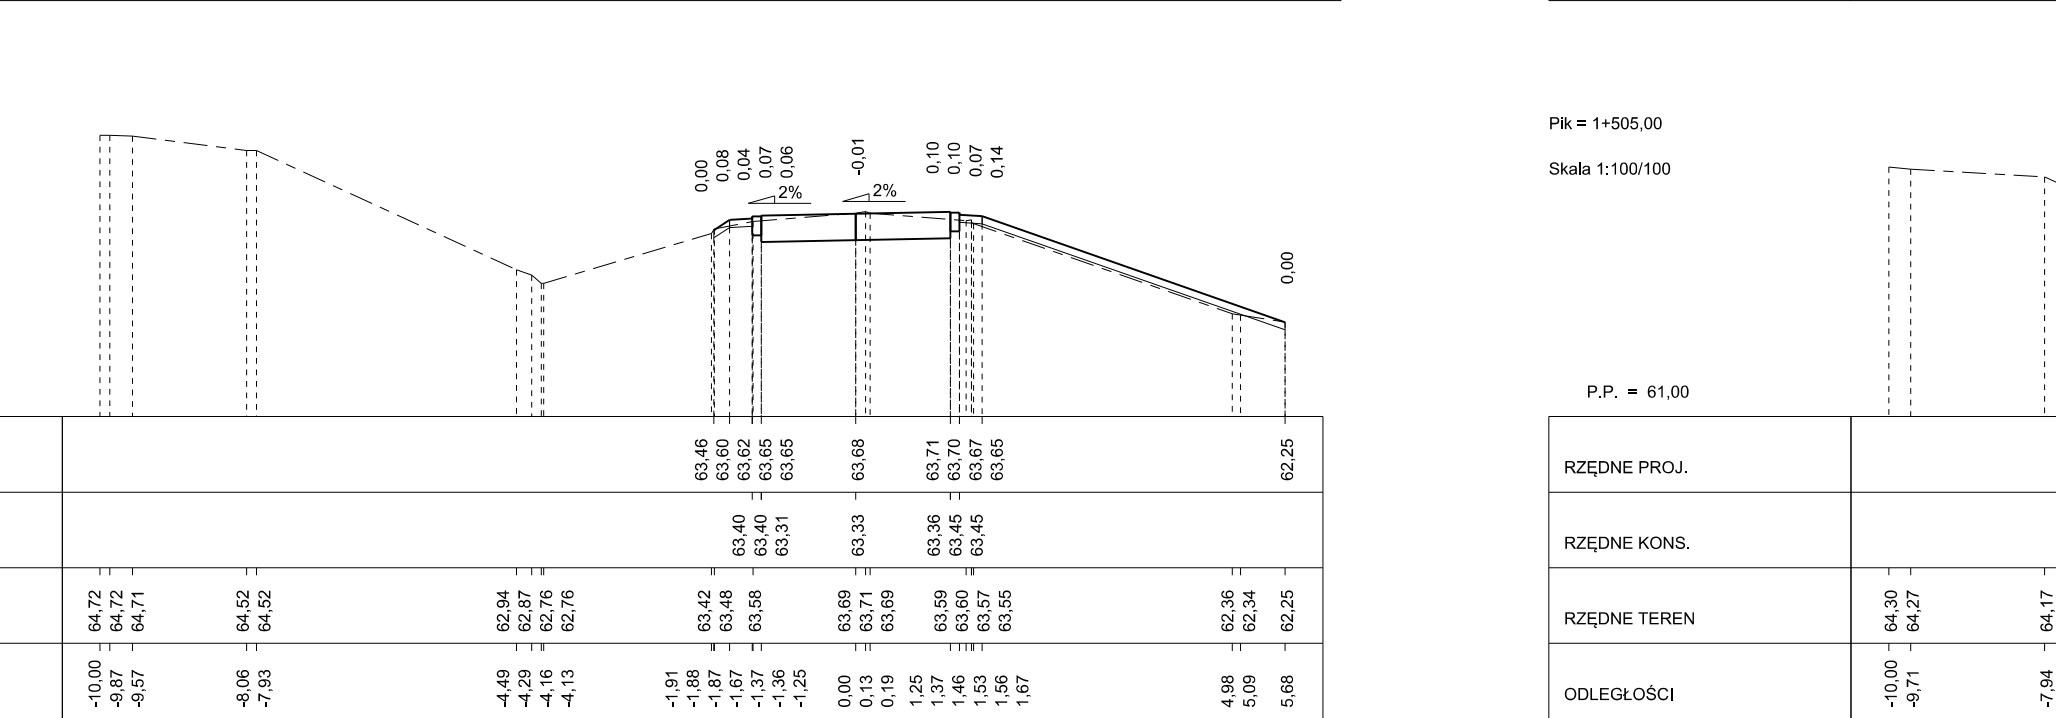 0,00 0,08 0,04 0,07 0,06 -0,01 0,10 0,10 0,07 0,14
2% 2%
0,00
63,46 63,60 63,62 63,65 63,65 63,68 63,71 63,70 63,67 63,65 62,25
63,40 63,40 63,31 63,33 63,36 63,45 63,45
64,72 64,72 64,71 64,52 64,52 62,94 62,87 62,76 62,76 63,42 63,48 63,58 63,69 63,71 63,69 63,59 63,60 63,57 63,55 62,36 62,34 62,25
-10,00 -9,87 -9,57 -8,06 -7,93 -4,49 -4,29 -4,16 -4,13 -1,91 -1,88 -1,87 -1,67 -1,37 -1,36 -1,25 0,00 0,13 0,19 1,25 1,37 1,46 1,53 1,56 1,67 4,98 5,09 5,68
Pik = 1+505,00
Skala 1:100/100
P.P. = 61,00
RZĘDNE PROJ.
RZĘDNE KONS.
RZĘDNE TEREN 64,30 64,27 64,17
ODLEGŁOŚCI -10,00 -9,71 -7,94